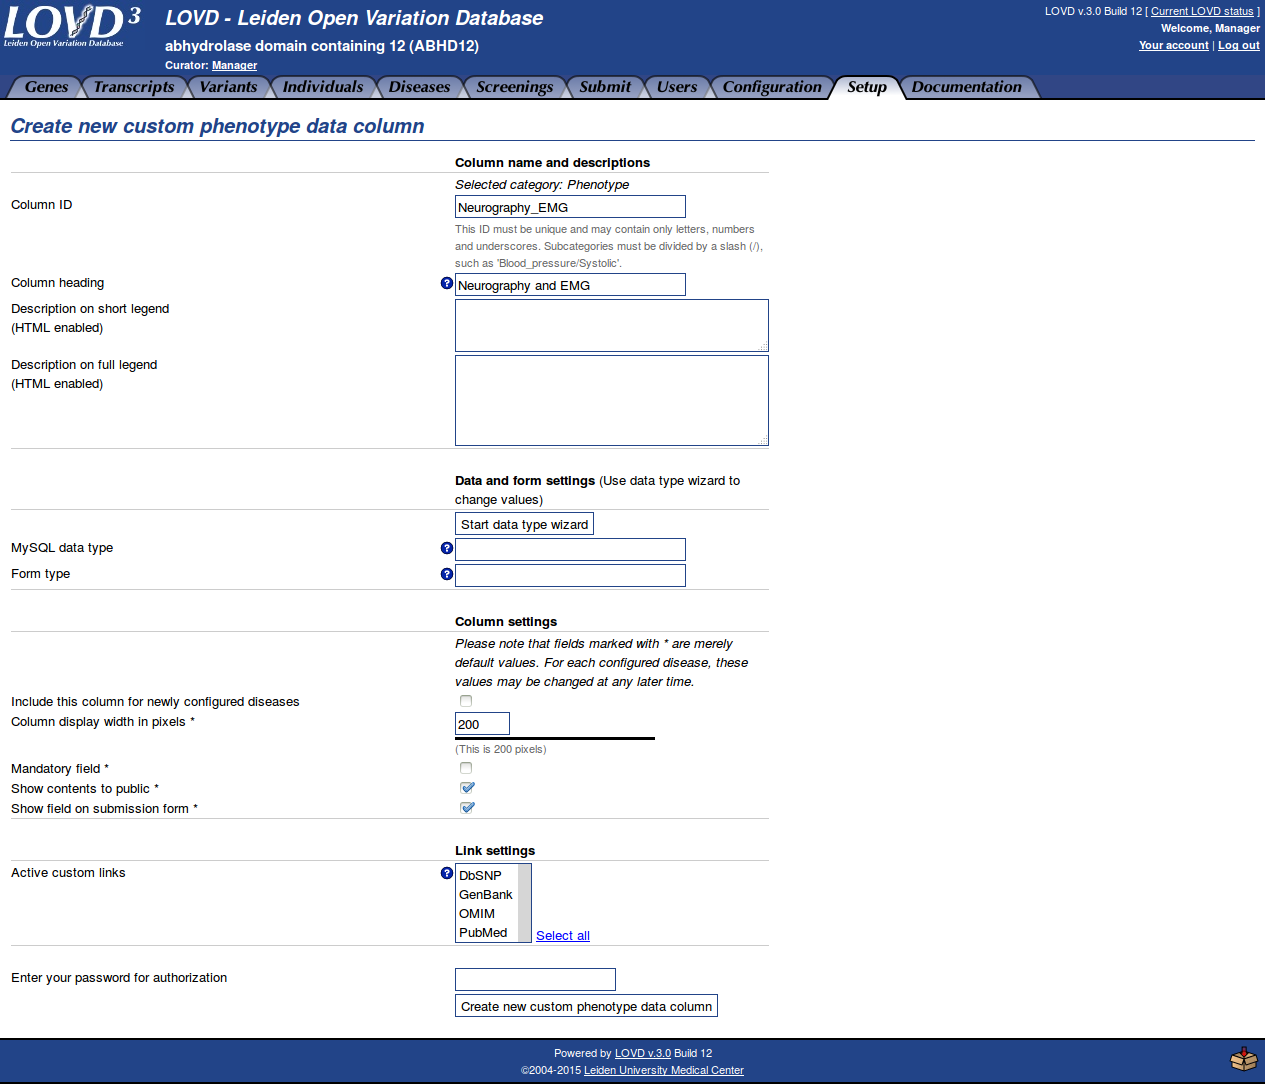 LOVD 3
Leiden Open Variation Database
LOVD - Leiden Open Variation Database
abhydrolase domain containing 12 (ABHD12)
Curator: Manager
LOVD v.3.0 Build 12 [ Current LOVD status ]
Welcome, Manager
Your account | Log out
Genes Transcripts Variants Individuals Diseases Screenings Submit Users Configuration Setup Documentation
Create new custom phenotype data column
Column name and descriptions
Selected category: Phenotype
Column ID Neurography_EMG
This ID must be unique and may contain only letters, numbers
and underscores. Subcategories must be divided by a slash (/),
such as 'Blood_pressure/Systolic'.
Column heading ? Neurography and EMG
Description on short legend
(HTML enabled)
Description on full legend
(HTML enabled)
Data and form settings (Use data type wizard to
change values)
Start data type wizard
MySQL data type ?
Form type ?
Column settings
Please note that fields marked with * are merely
default values. For each configured disease, these
values may be changed at any later time.
Include this column for newly configured diseases
Column display width in pixels * 200
(This is 200 pixels)
Mandatory field *
Show contents to public *
Show field on submission form *
Link settings
Active custom links ? DbSNP
GenBank
OMIM
PubMed Select all
Enter your password for authorization
Create new custom phenotype data column
Powered by LOVD v.3.0 Build 12
©2004-2015 Leiden University Medical Center